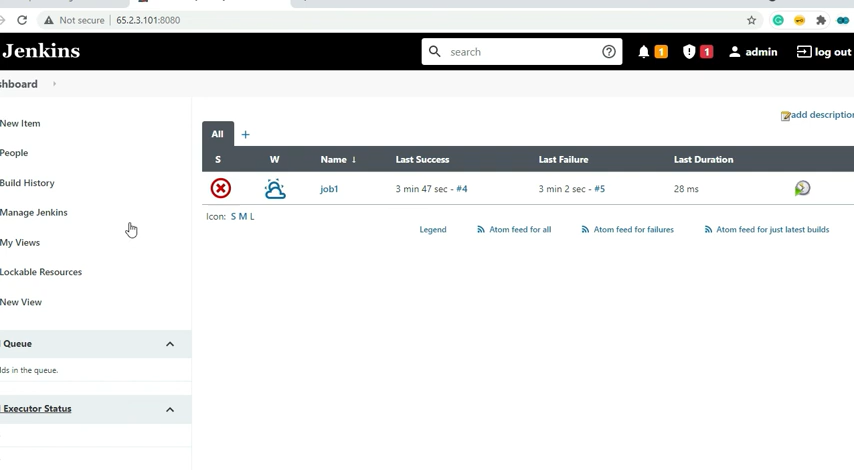 Not secure | 65.2.3.101:8080
Jenkins
search
1
1
admin
log out
shboard
New Item
People
Build History
Manage Jenkins
My Views
Lockable Resources
New View
Queue
lds in the queue.
Executor Status
add description
All +
S W Name ↓ Last Success Last Failure Last Duration
job1 3 min 47 sec - #4 3 min 2 sec - #5 28 ms
Icon: S M L
Legend Atom feed for all Atom feed for failures Atom feed for just latest builds